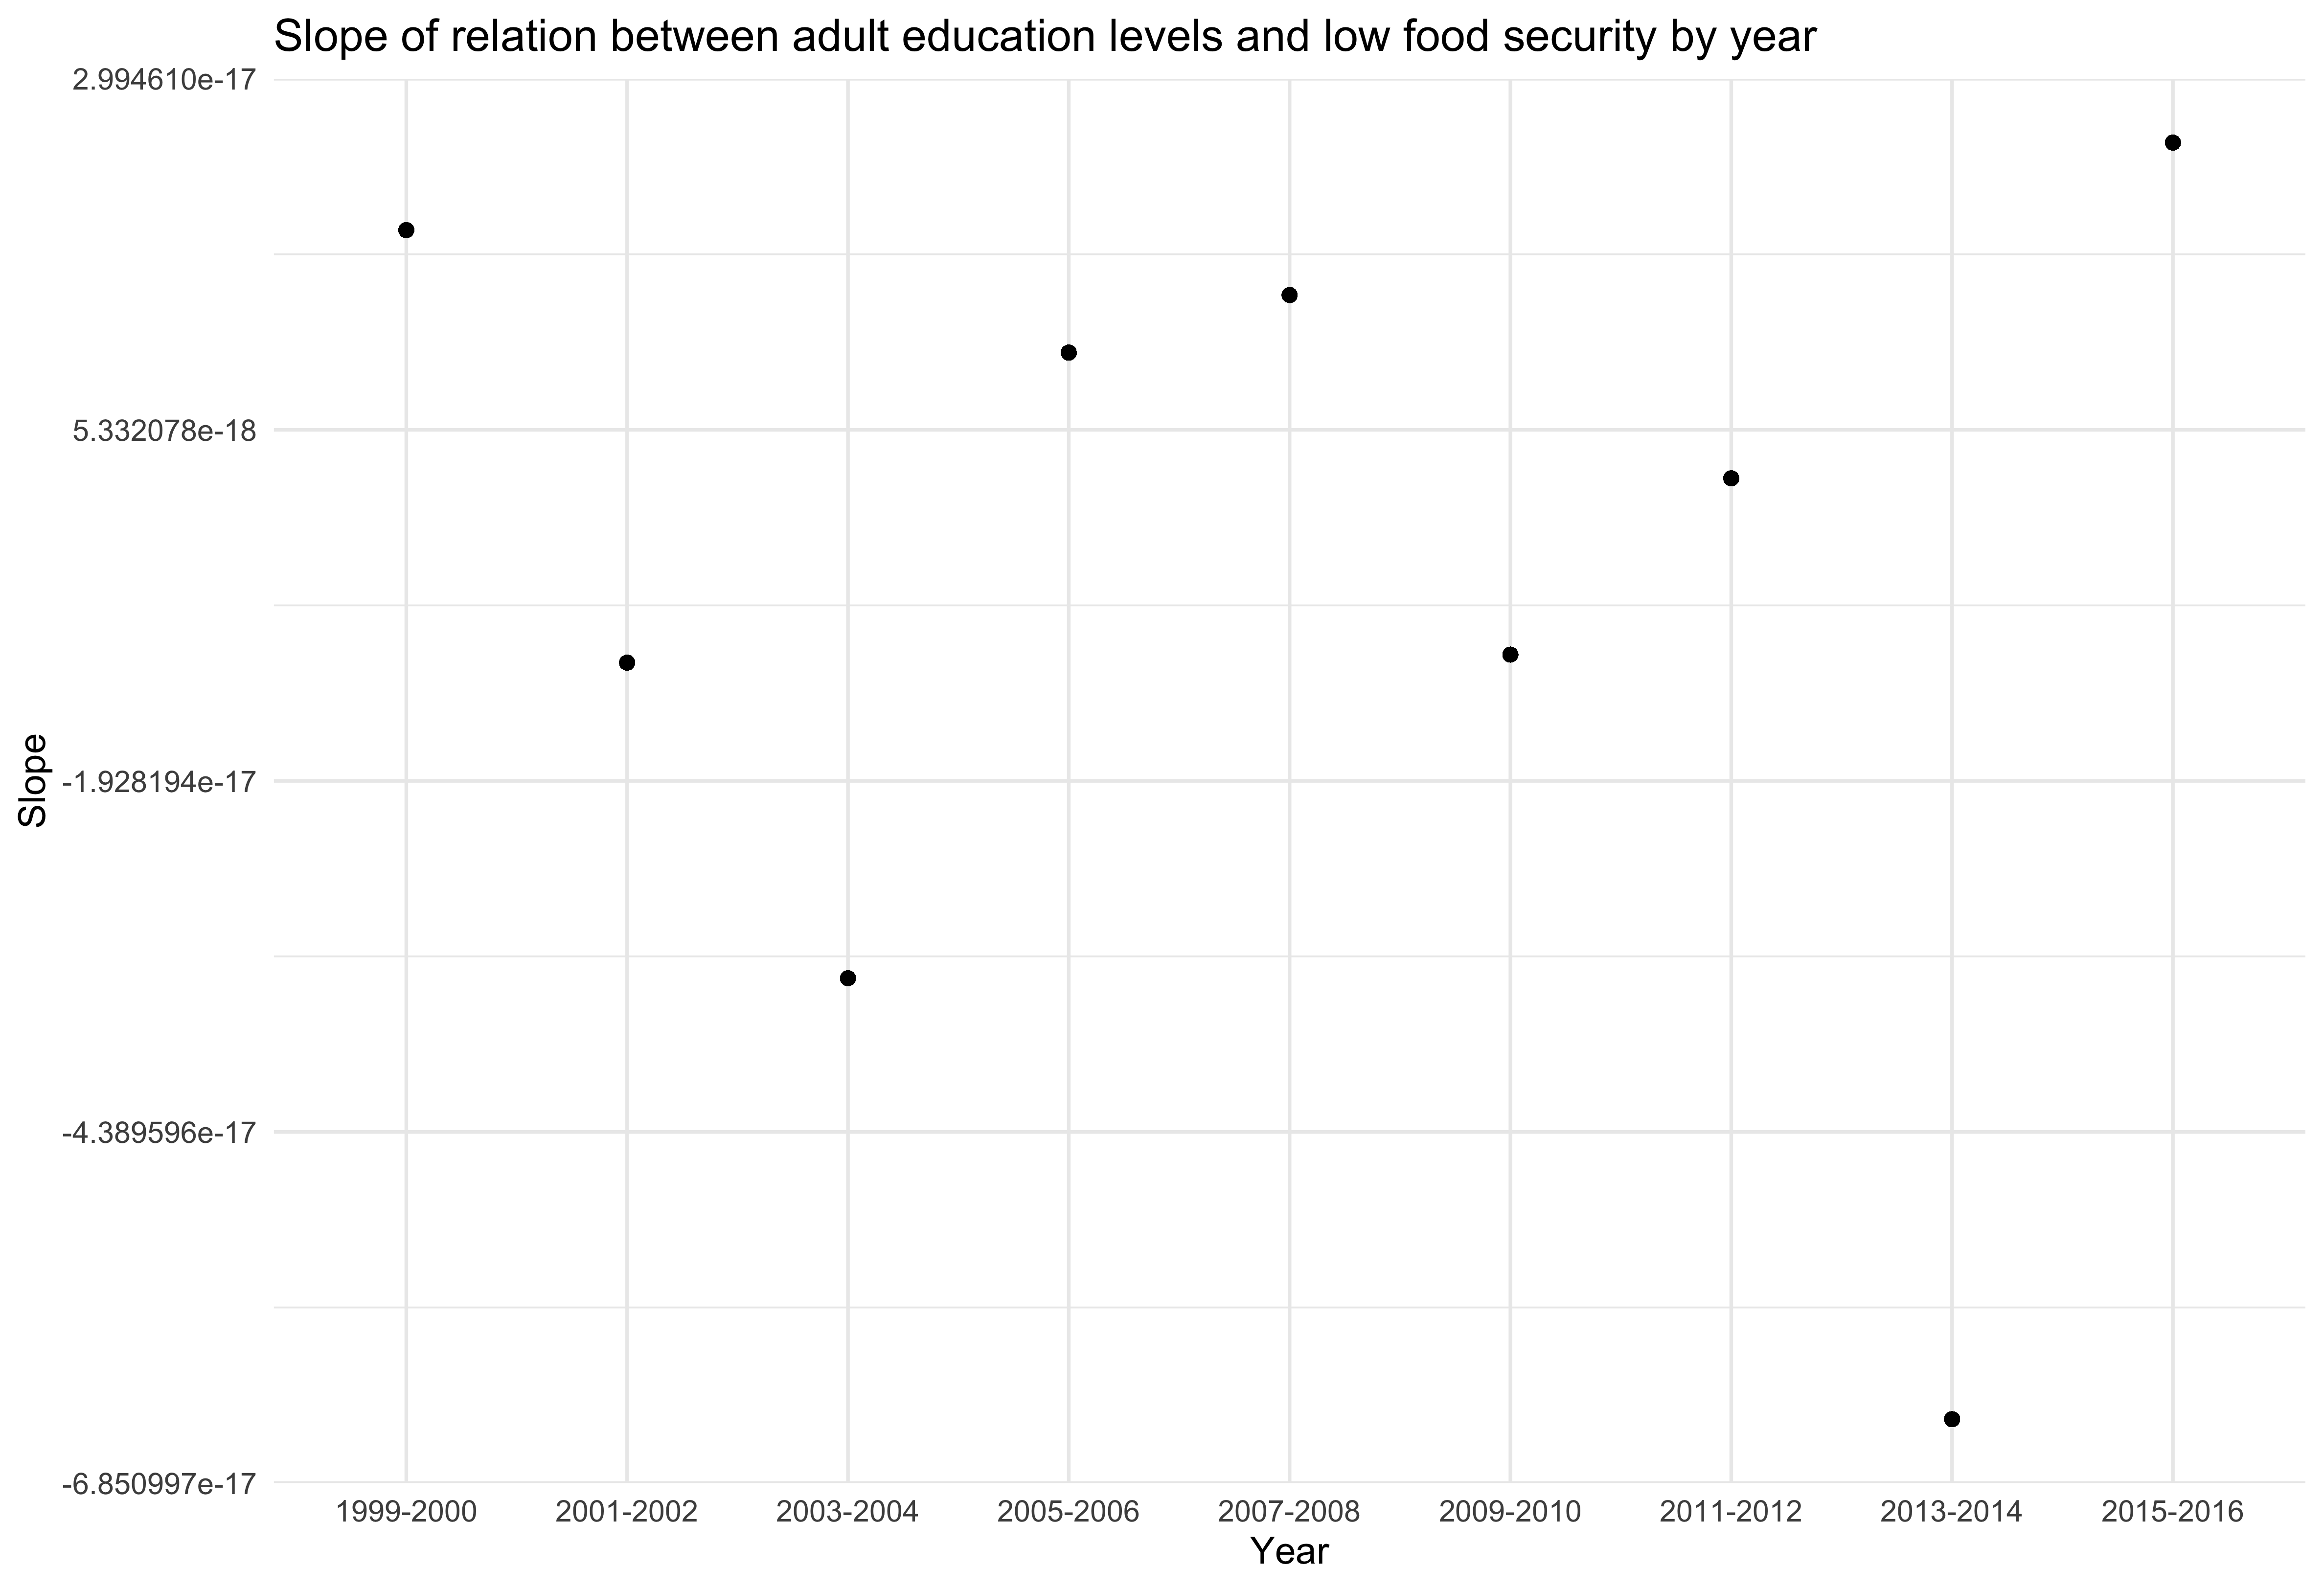 Slope of relation between adult education levels and low food security by year
2.994610e-17
5.332078e-18
-1.928194e-17
-4.389596e-17
-6.850997e-17
Slope
1999-2000 2001-2002 2003-2004 2005-2006 2007-2008 2009-2010 2011-2012 2013-2014 2015-2016
Year